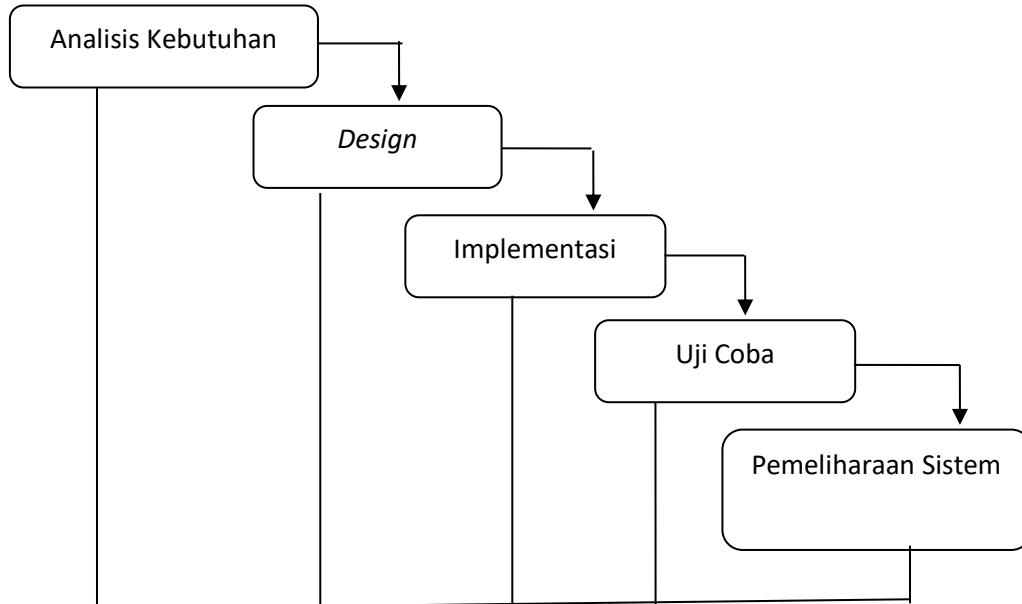 Analisis Kebutuhan
Design
Implementasi
Uji Coba
Pemeliharaan Sistem